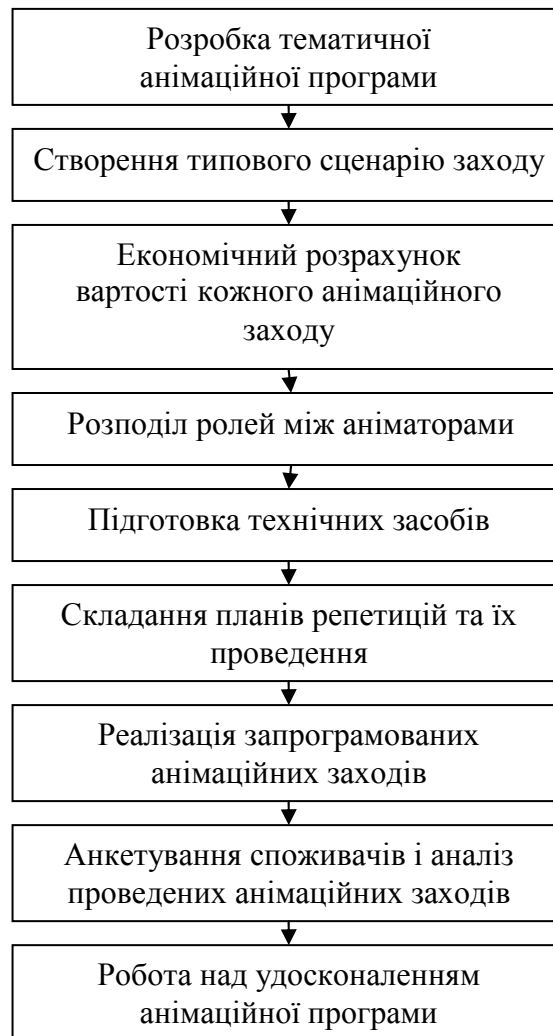 Розробка тематичної
анімаційної програми
Створення типового сценарію заходу
Економічний розрахунок
вартості кожного анімаційного
заходу
Розподіл ролей між аніматорами
Підготовка технічних засобів
Складання планів репетицій та їх
проведення
Реалізація запрограмованих
анімаційних заходів
Анкетування споживачів і аналіз
проведених анімаційних заходів
Робота над удосконаленням
анімаційної програми